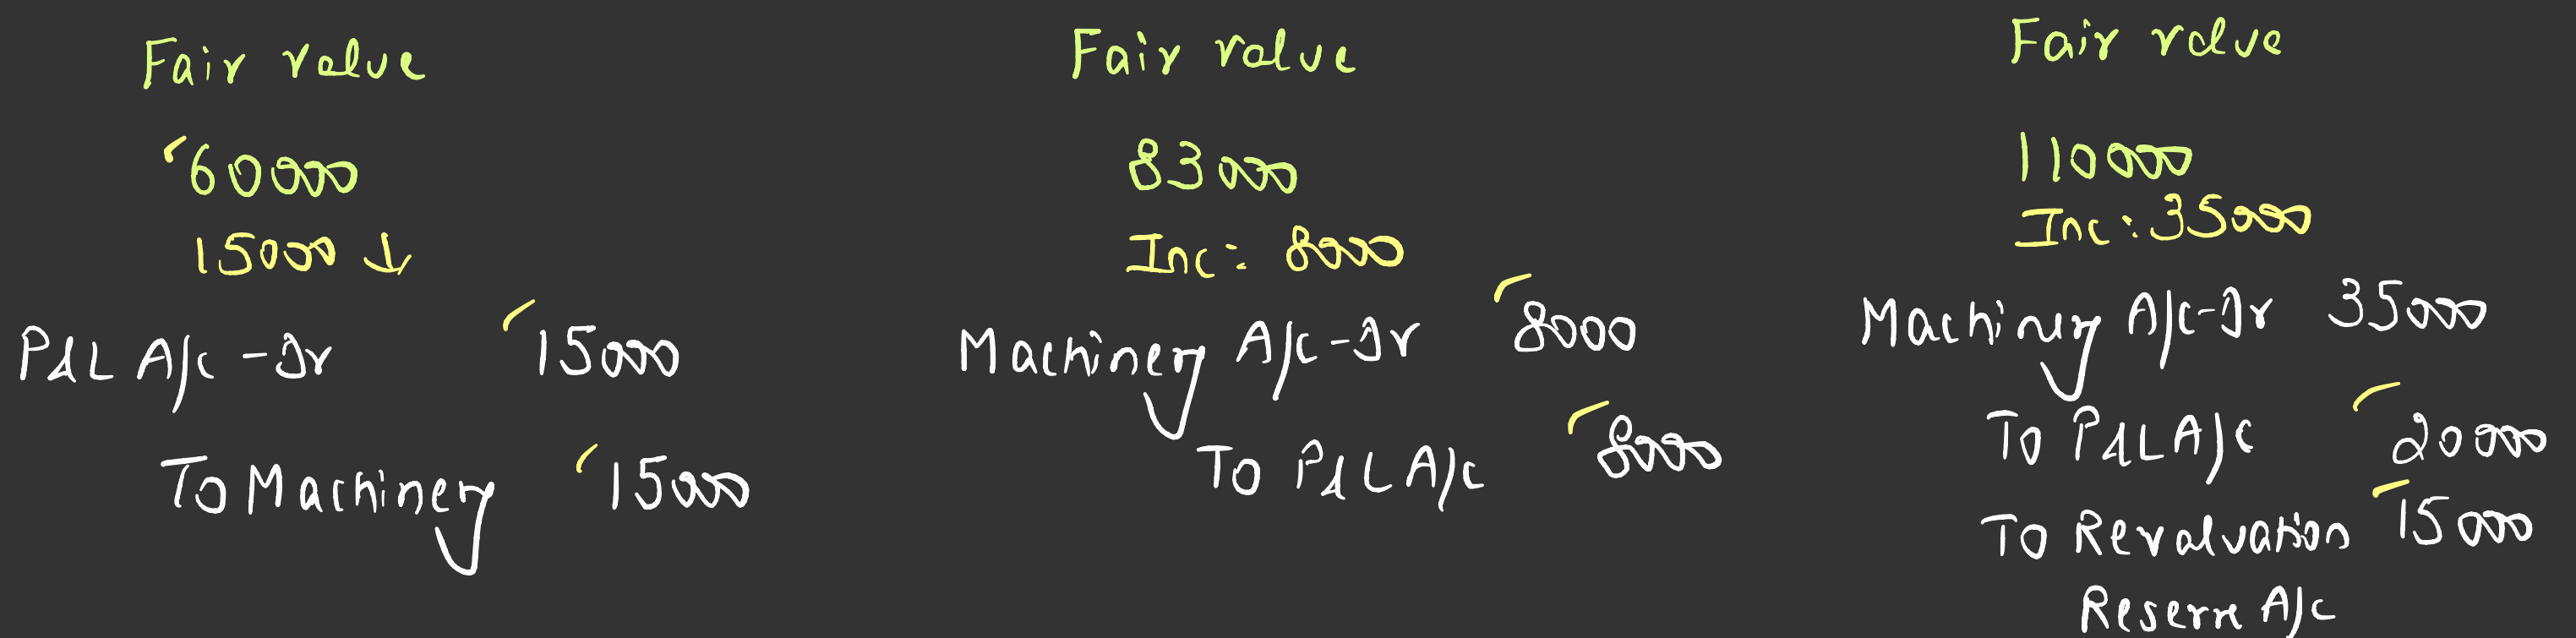 Fair value
60000
15000 ↓
P&L A/c - Dr 15000
To Machinery 15000
Fair value
83000
Inc: 8000
Machinery A/c - Dr 8000
To P&L A/c 8000
Fair value
110000
Inc: 35000
Machinery A/c - Dr 35000
To P&L A/c 20000
To Revaluation 15000
Reserve A/c